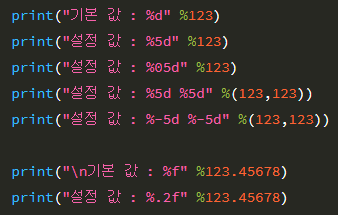 print("기본 값 : %d" %123)
print("설정 값 : %5d" %123)
print("설정 값 : %05d" %123)
print("설정 값 : %5d %5d" %(123,123))
print("설정 값 : %-5d %-5d" %(123,123))
print("\n기본 값 : %f" %123.45678)
print("설정 값 : %.2f" %123.45678)